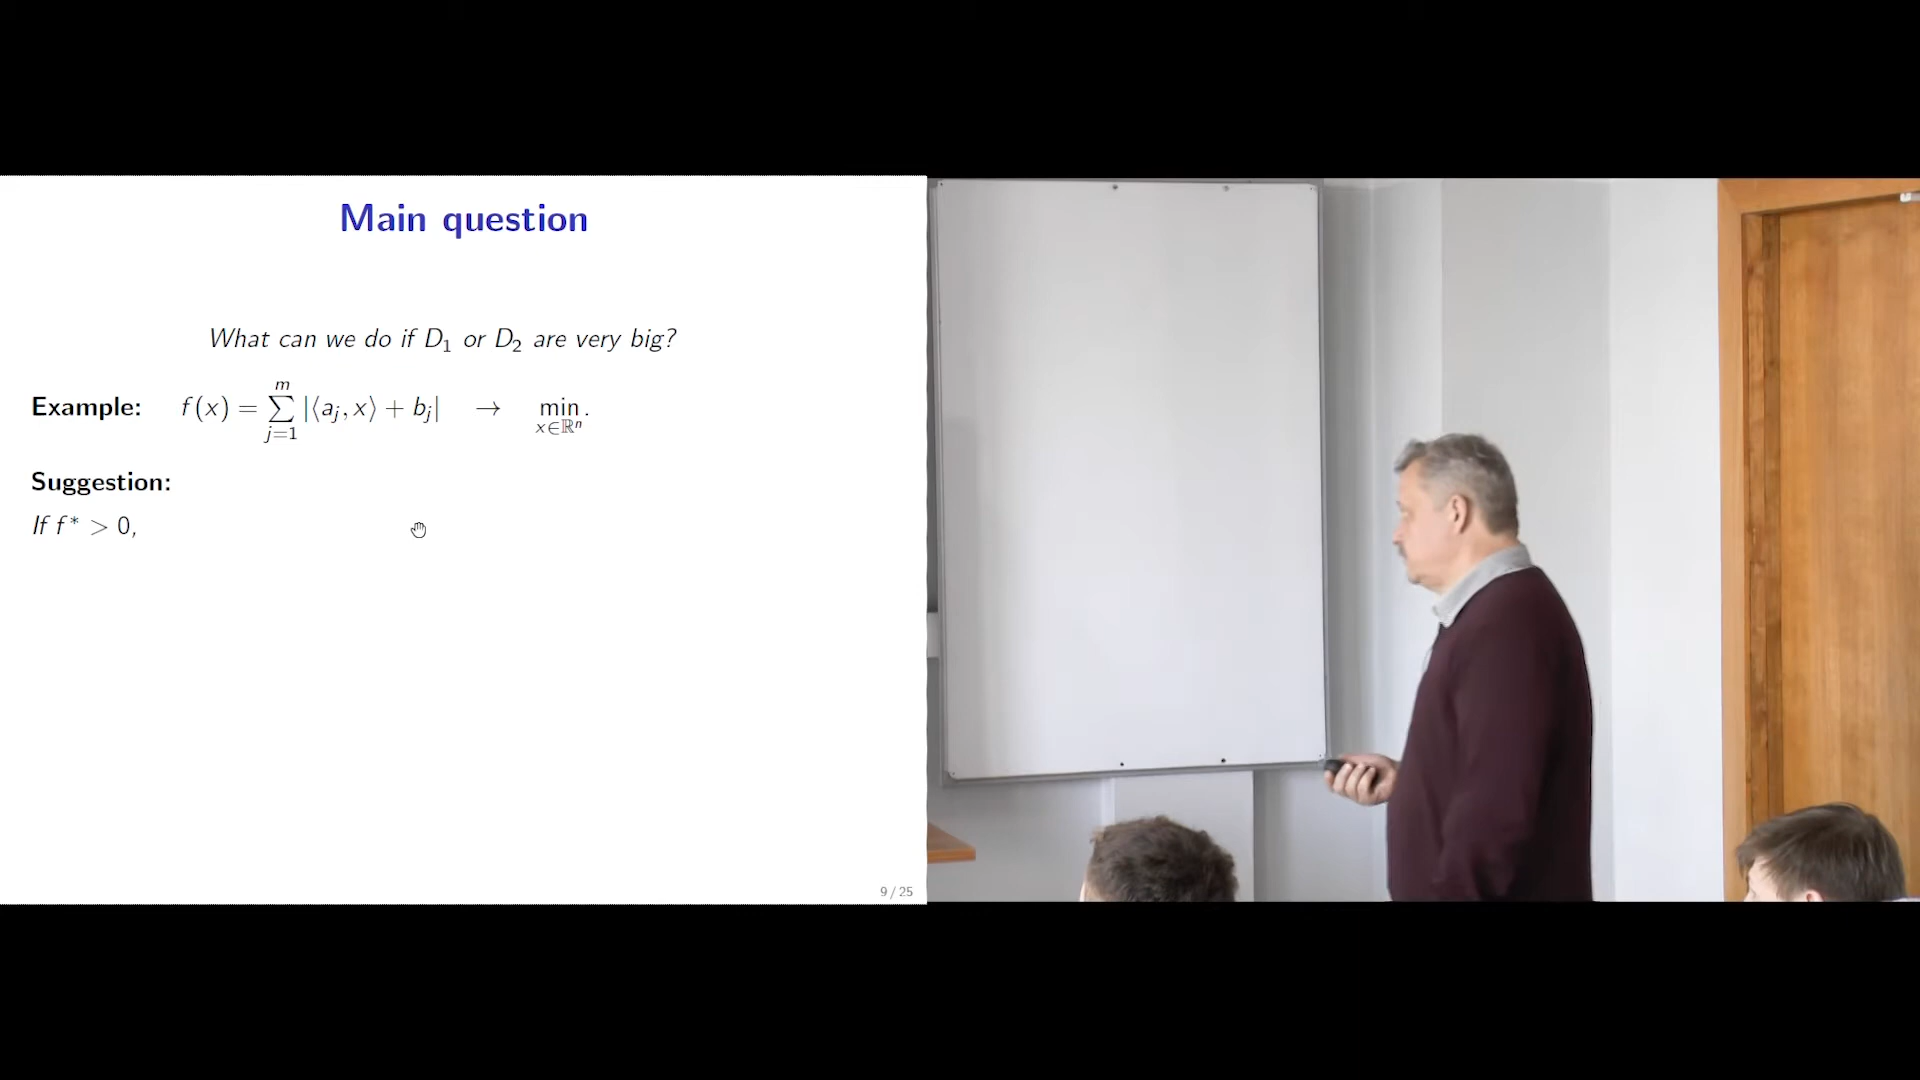 Main question
What can we do if D₁ or D₂ are very big?
Example: f(x) = ∑_{j=1}^{m} |⟨a_j, x⟩ + b_j| → min_{x∈ℝⁿ}.
Suggestion:
If f* > 0,
9 / 25